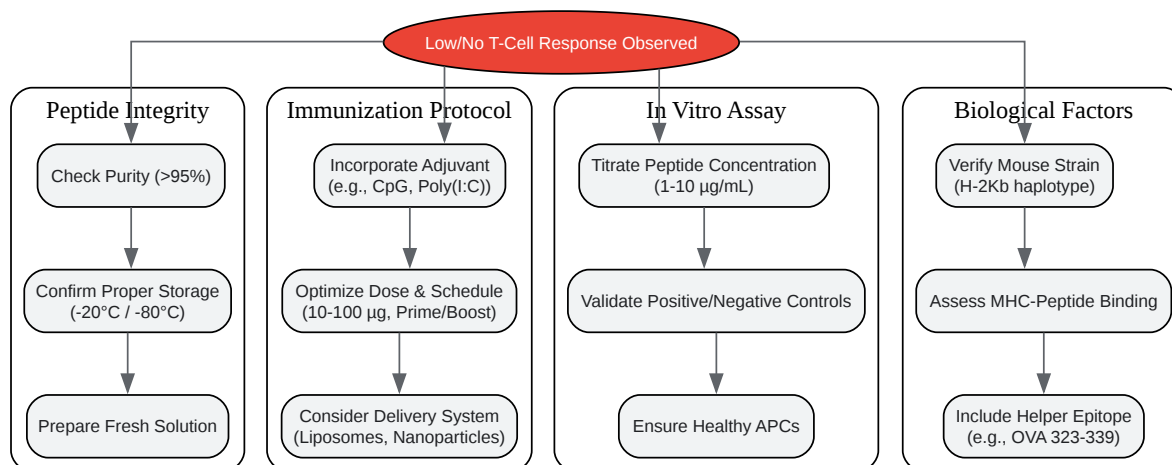 Low/No T-Cell Response Observed
Peptide Integrity
Check Purity (>95%)
Confirm Proper Storage
(-20°C / -80°C)
Prepare Fresh Solution
Immunization Protocol
Incorporate Adjuvant
(e.g., CpG, Poly(I:C))
Optimize Dose & Schedule
(10-100 µg, Prime/Boost)
Consider Delivery System
(Liposomes, Nanoparticles)
In Vitro Assay
Titrate Peptide Concentration
(1-10 µg/mL)
Validate Positive/Negative Controls
Ensure Healthy APCs
Biological Factors
Verify Mouse Strain
(H-2Kb haplotype)
Assess MHC-Peptide Binding
Include Helper Epitope
(e.g., OVA 323-339)